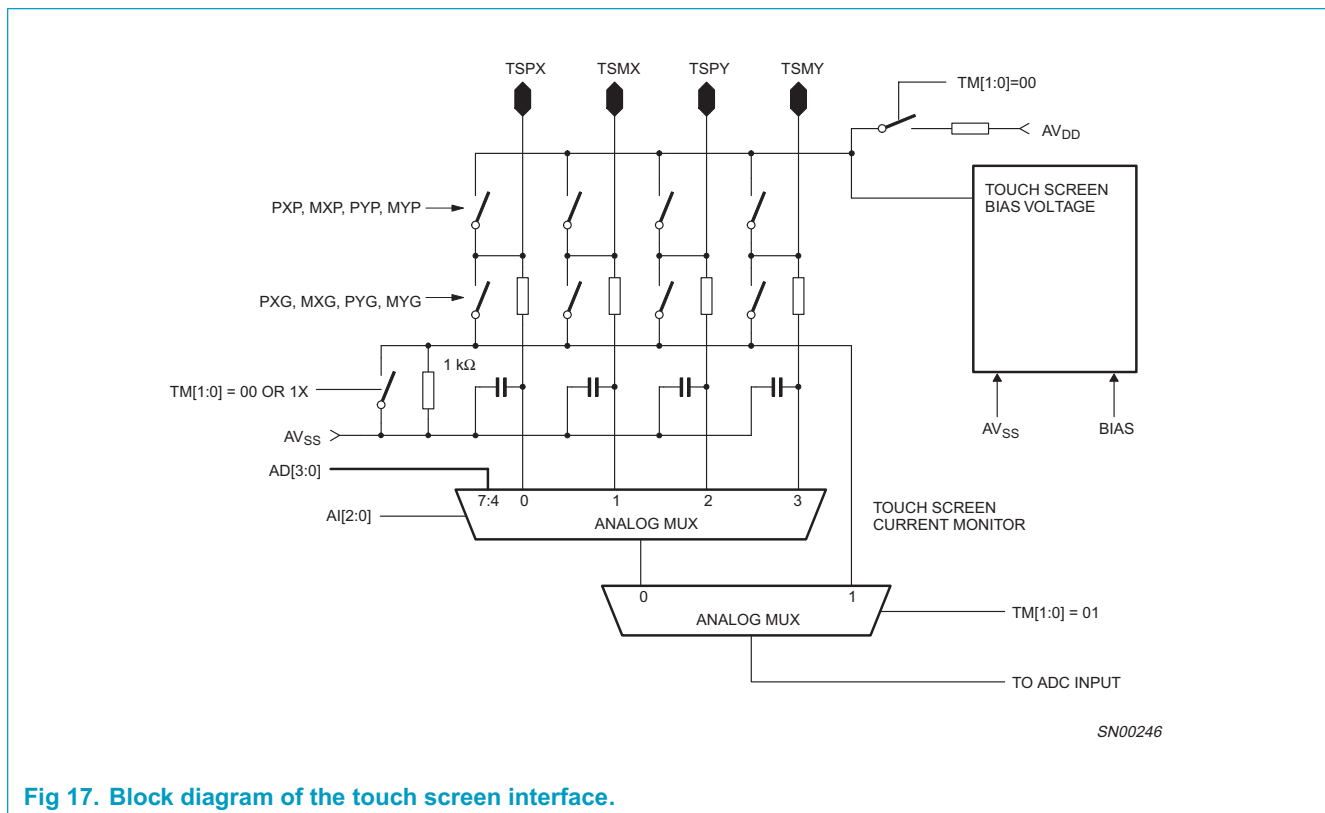 TSPX TSMX TSPY TSMY
TM[1:0]=00
AVDD
TOUCH SCREEN
BIAS VOLTAGE
PXP, MXP, PYP, MYP
PXG, MXG, PYG, MYG
1 kΩ
TM[1:0] = 00 OR 1X
AVSS
AVSS BIAS
AD[3:0]
7:4 0 1 2 3
AI[2:0]
ANALOG MUX
TOUCH SCREEN
CURRENT MONITOR
0 1
ANALOG MUX
TM[1:0] = 01
TO ADC INPUT
SN00246
Fig 17. Block diagram of the touch screen interface.